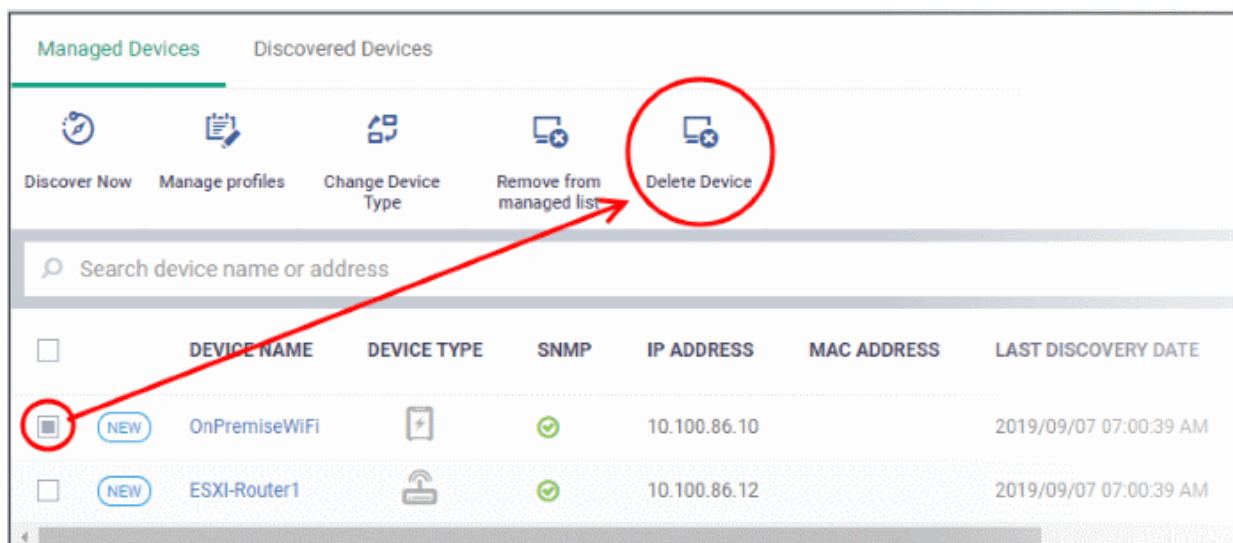 Managed Devices Discovered Devices
Discover Now Manage profiles Change Device Type Remove from managed list Delete Device
Search device name or address
DEVICE NAME DEVICE TYPE SNMP IP ADDRESS MAC ADDRESS LAST DISCOVERY DATE
NEW OnPremiseWiFi 10.100.86.10 2019/09/07 07:00:39 AM
NEW ESXI-Router1 10.100.86.12 2019/09/07 07:00:39 AM